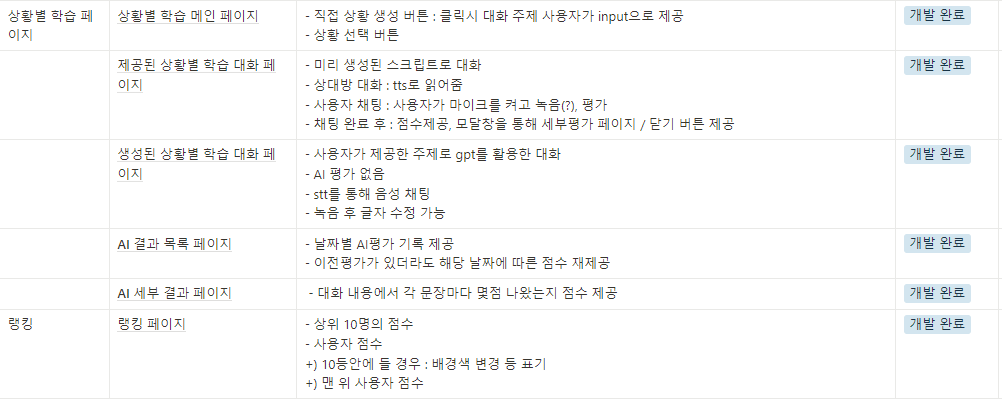 상황별 학습 페이지
상황별 학습 메인 페이지
- 직접 상황 생성 버튼 : 클릭시 대화 주제 사용자가 input으로 제공
- 상황 선택 버튼
개발 완료
제공된 상황별 학습 대화 페이지
- 미리 생성된 스크립트로 대화
- 상대방 대화 : tts로 읽어줌
- 사용자 채팅 : 사용자가 마이크를 켜고 녹음(?), 평가
- 채팅 완료 후 : 점수제공, 모달창을 통해 세부평가 페이지 / 닫기 버튼 제공
개발 완료
생성된 상황별 학습 대화 페이지
- 사용자가 제공한 주제로 gpt를 활용한 대화
- AI 평가 없음
- stt를 통해 음성 채팅
- 녹음 후 글자 수정 가능
개발 완료
AI 결과 목록 페이지
- 날짜별 AI평가 기록 제공
- 이전평가가 있더라도 해당 날짜에 따른 점수 재제공
개발 완료
AI 세부 결과 페이지
- 대화 내용에서 각 문장마다 몇점 나왔는지 점수 제공
개발 완료
랭킹
랭킹 페이지
- 상위 10명의 점수
- 사용자 점수
+) 10등안에 들 경우 : 배경색 변경 등 표기
+) 맨 위 사용자 점수
개발 완료